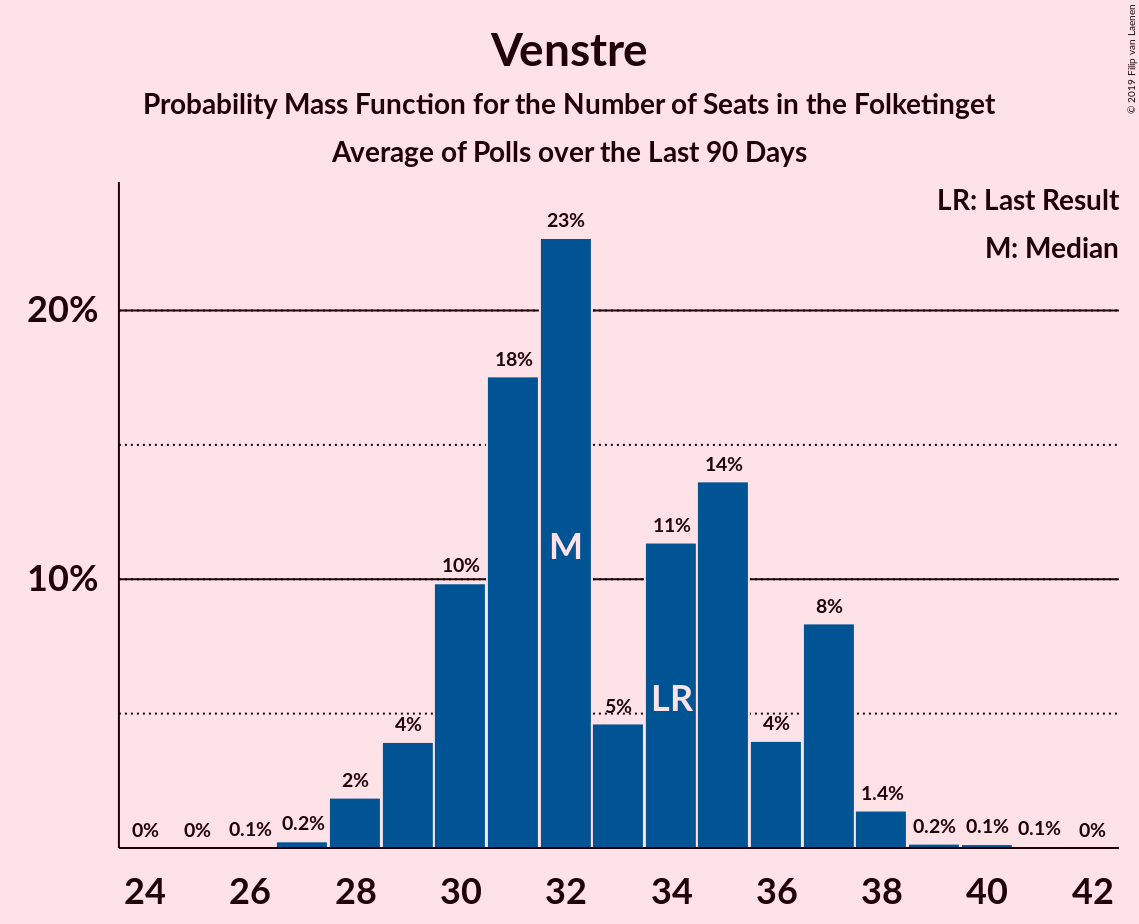 Venstre
Probability Mass Function for the Number of Seats in the Folketinget
Average of Polls over the Last 90 Days
© 2019 Filip van Laenen
LR: Last Result
M: Median
20%
10%
0%
0%
0.1%
0.2%
2%
4%
10%
18%
23%
5%
11%
14%
4%
8%
1.4%
0.2%
0.1%
0.1%
0%
M
LR
24 26 28 30 32 34 36 38 40 42